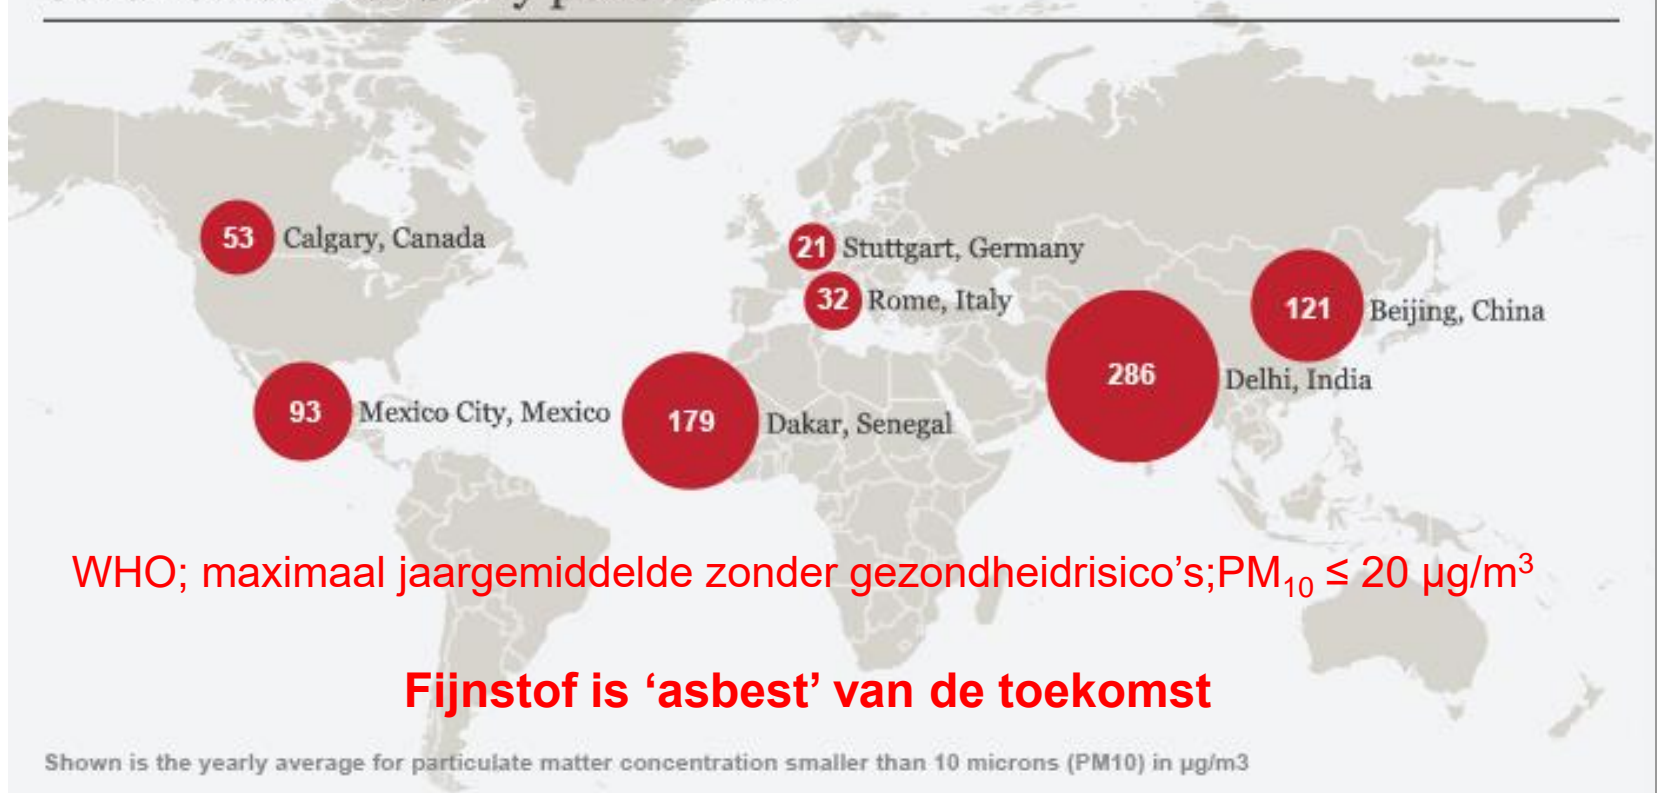 53 Calgary, Canada
21 Stuttgart, Germany
32 Rome, Italy
121 Beijing, China
286 Delhi, India
93 Mexico City, Mexico
179 Dakar, Senegal
WHO; maximaal jaargemiddelde zonder gezondheidrisico’s;PM₁₀ ≤ 20 µg/m³
Fijnstof is ‘asbest’ van de toekomst
Shown is the yearly average for particulate matter concentration smaller than 10 microns (PM10) in µg/m3